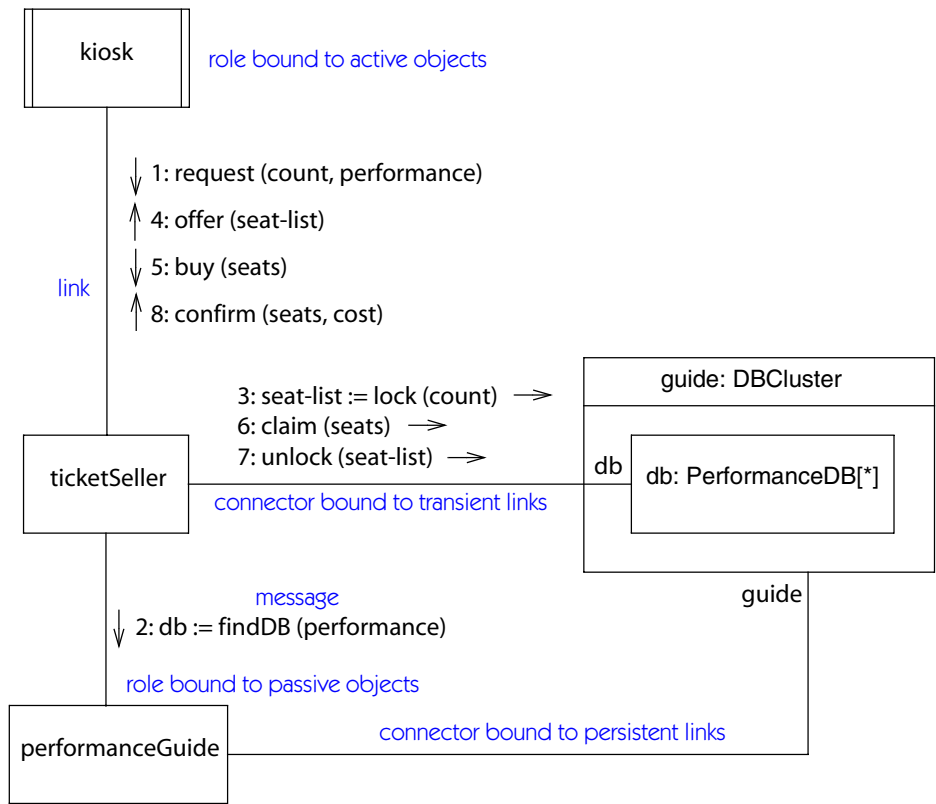 kiosk
role bound to active objects
1: request (count, performance)
4: offer (seat-list)
5: buy (seats)
link
8: confirm (seats, cost)
guide: DBCluster
3: seat-list := lock (count)
6: claim (seats)
7: unlock (seat-list)
ticketSeller
db
db: PerformanceDB[*]
connector bound to transient links
guide
message
2: db := findDB (performance)
role bound to passive objects
connector bound to persistent links
performanceGuide